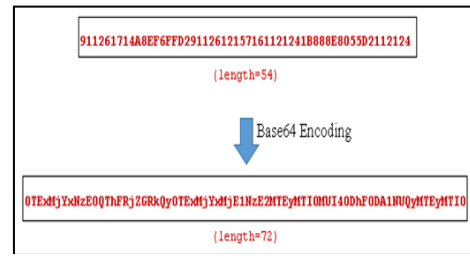 911261714A8EF6FFD29112612157161121241B888E8055D2112124
(length=54)
Base64 Encoding
OTExMjYxNzE0QThFRjZGRkQyOTExMjYxMjE1NzE2MTEyMTI0MUI4ODhFODA1NUQyMTEyMTI0
(length=72)